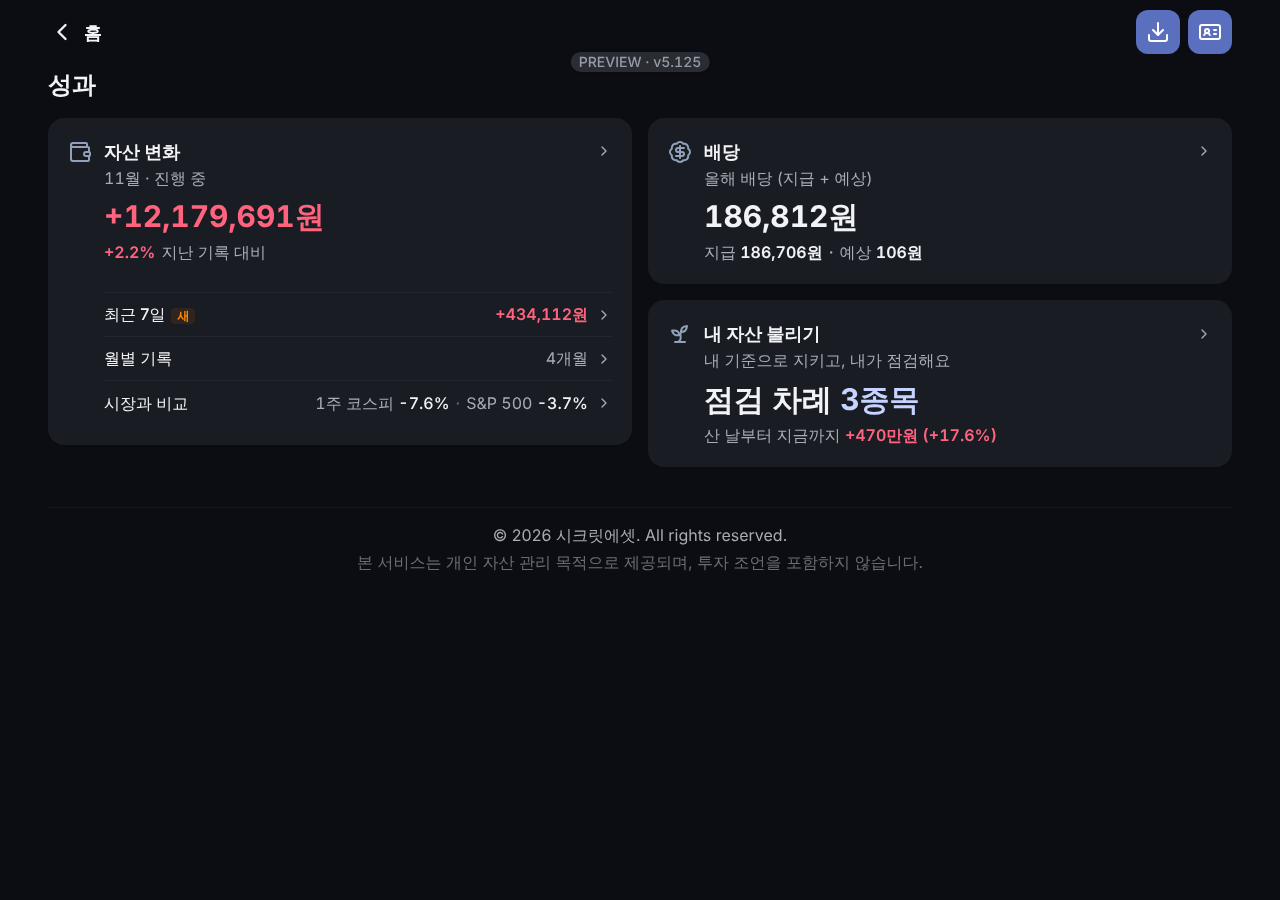 홈
PREVIEW · v5.125
성과
자산 변화
11월 · 진행 중
+12,179,691원
+2.2% 지난 기록 대비
최근 7일 새 +434,112원
월별 기록 4개월
시장과 비교 1주 코스피 -7.6% · S&P 500 -3.7%
배당
올해 배당 (지급 + 예상)
186,812원
지급 186,706원 · 예상 106원
내 자산 불리기
내 기준으로 지키고, 내가 점검해요
점검 차례 3종목
산 날부터 지금까지 +470만원 (+17.6%)
© 2026 시크릿에셋. All rights reserved.
본 서비스는 개인 자산 관리 목적으로 제공되며, 투자 조언을 포함하지 않습니다.